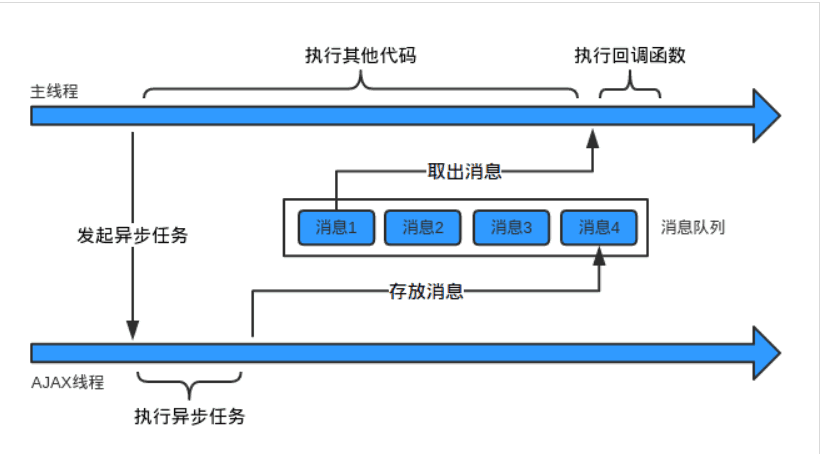 执行其他代码
执行回调函数
主线程
取出消息
消息1
消息2
消息3
消息4
消息队列
发起异步任务
存放消息
AJAX线程
执行异步任务